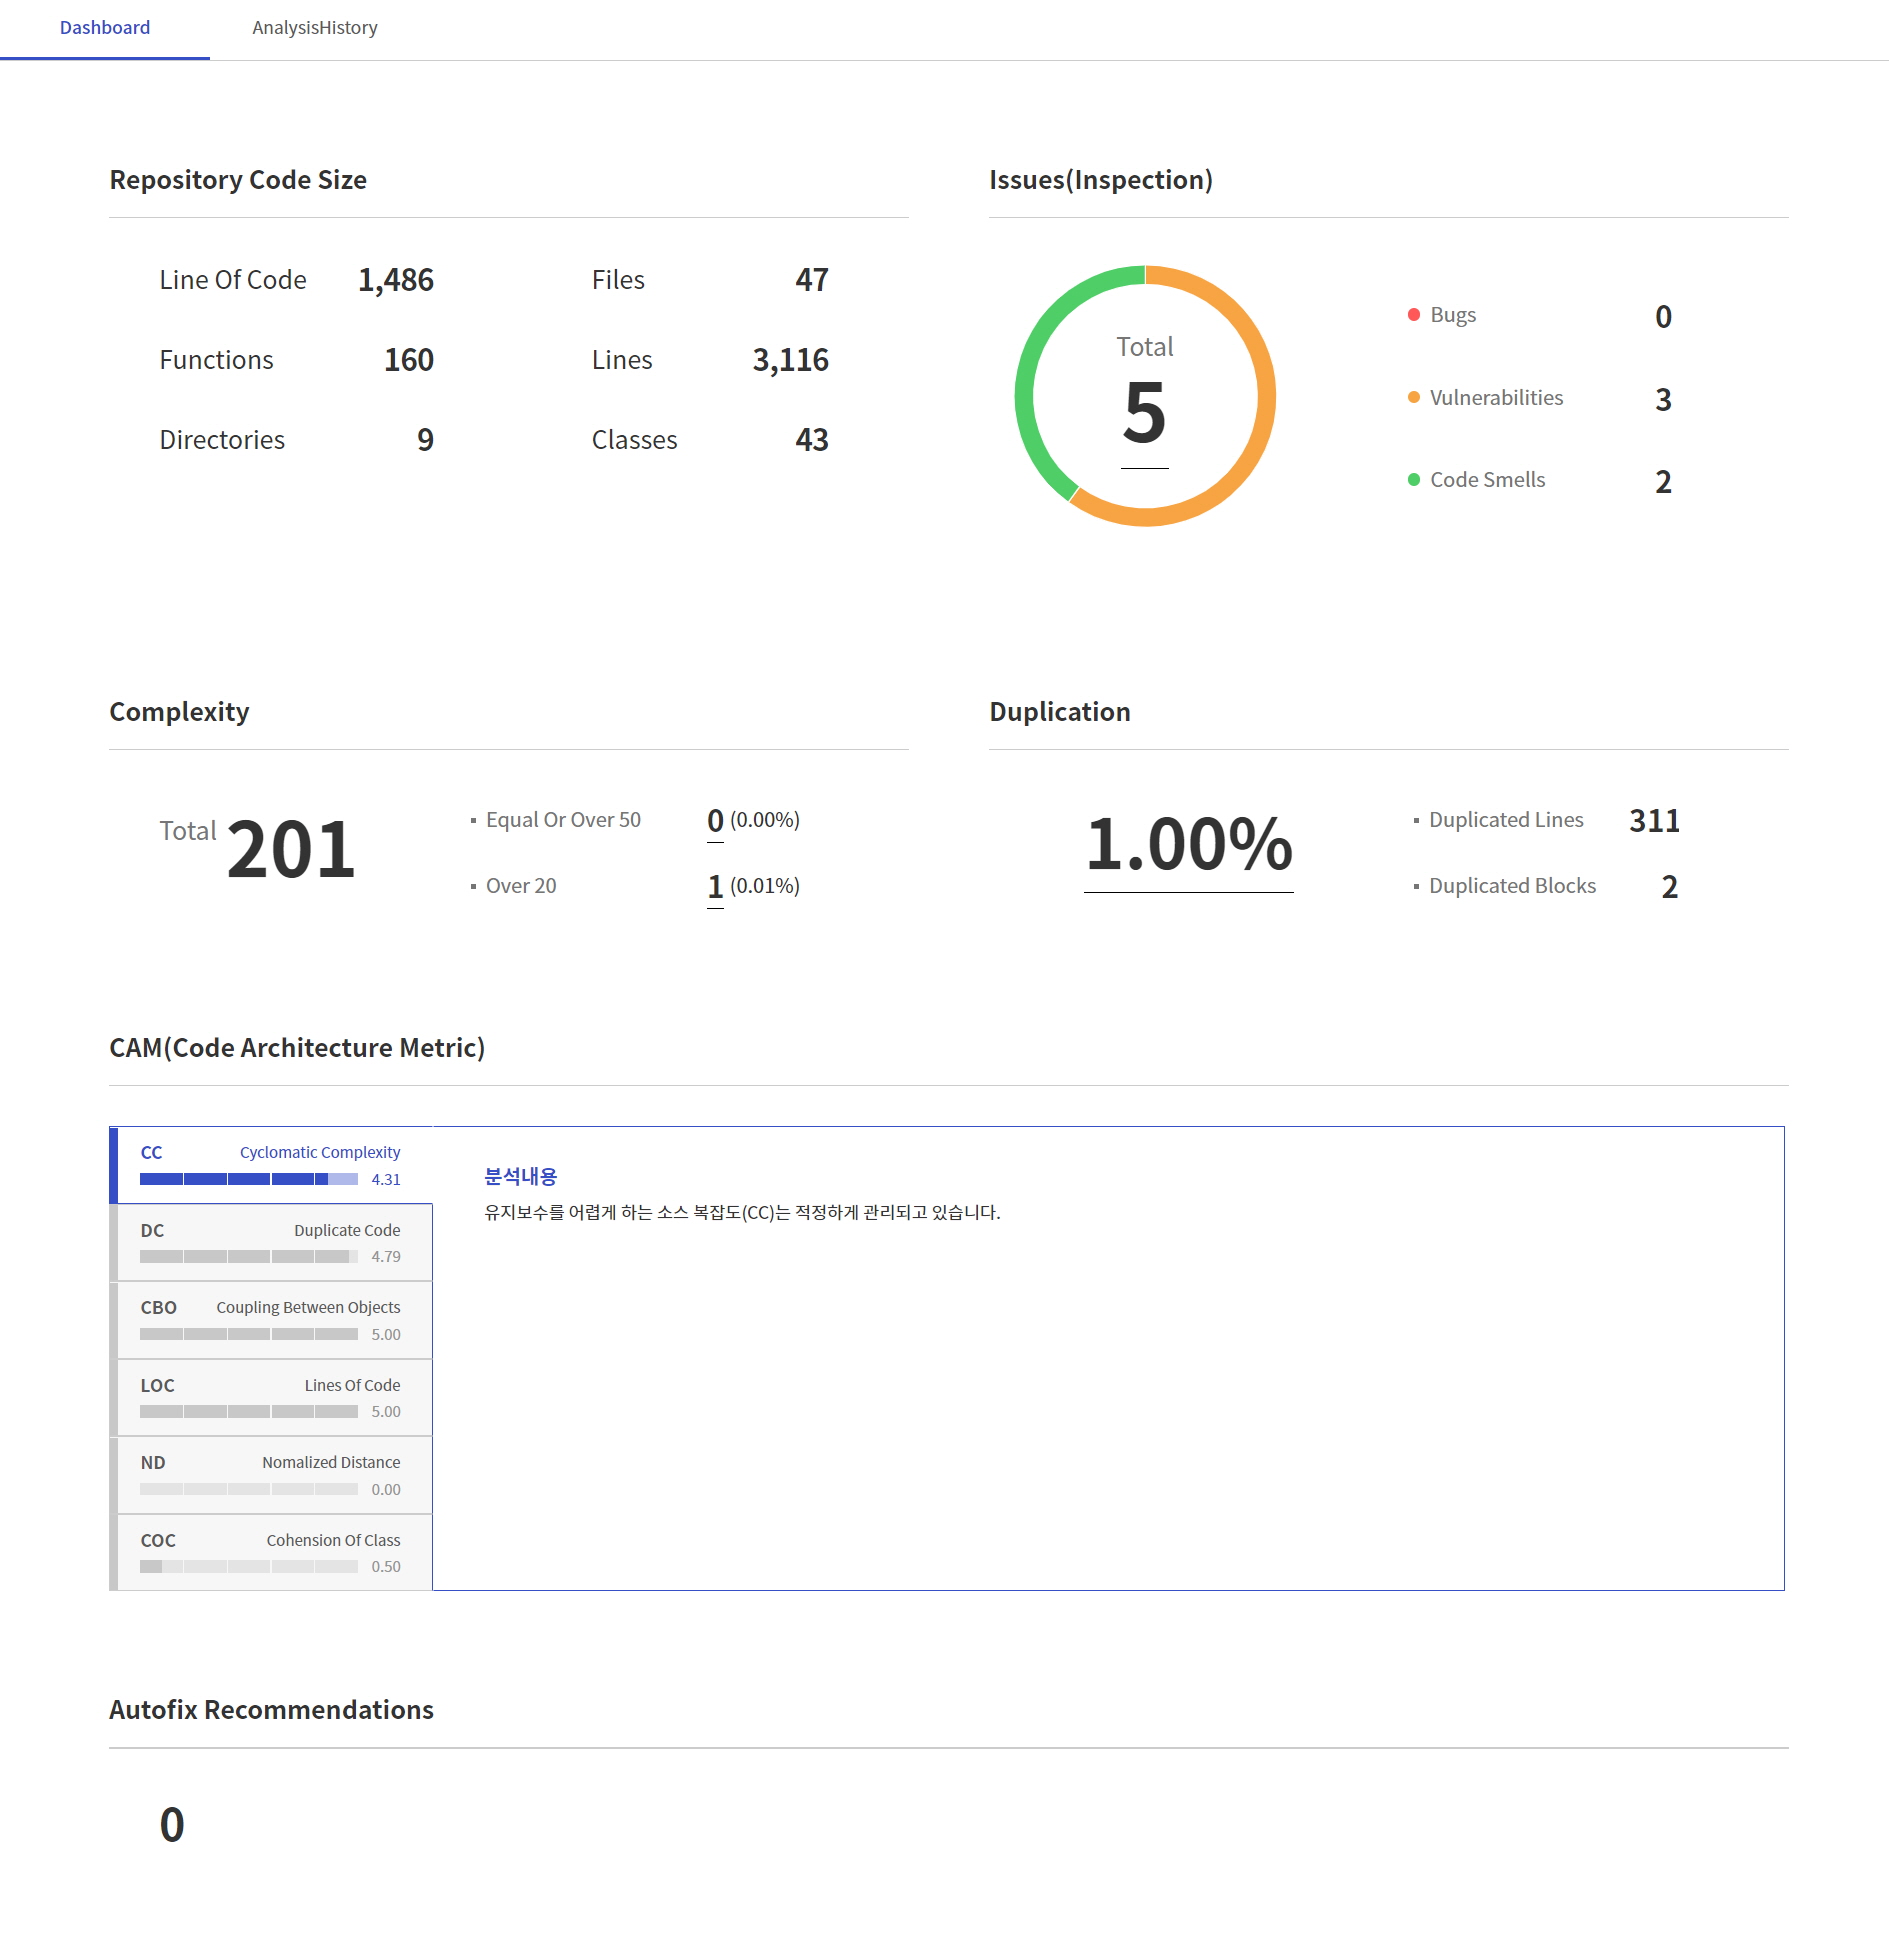 Dashboard AnalysisHistory
Repository Code Size
Line Of Code 1,486 Files 47
Functions 160 Lines 3,116
Directories 9 Classes 43
Issues(Inspection)
Total
5
Bugs 0
Vulnerabilities 3
Code Smells 2
Complexity
Total 201
Equal Or Over 50 0 (0.00%)
Over 20 1 (0.01%)
Duplication
1.00%
Duplicated Lines 311
Duplicated Blocks 2
CAM(Code Architecture Metric)
CC Cyclomatic Complexity
4.31
DC Duplicate Code
4.79
CBO Coupling Between Objects
5.00
LOC Lines Of Code
5.00
ND Nomalized Distance
0.00
COC Cohension Of Class
0.50
분석내용
유지보수를 어렵게 하는 소스 복잡도(CC)는 적정하게 관리되고 있습니다.
Autofix Recommendations
0